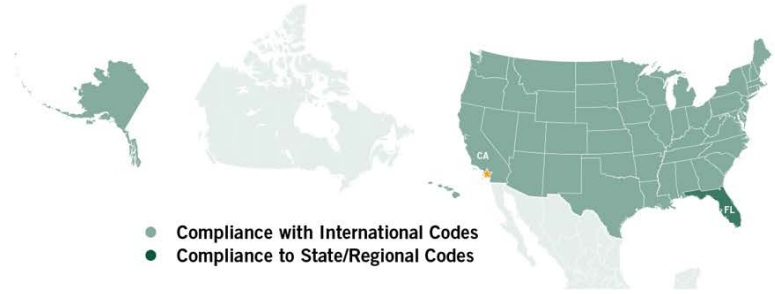 CA
FL
Compliance with International Codes
Compliance to State/Regional Codes